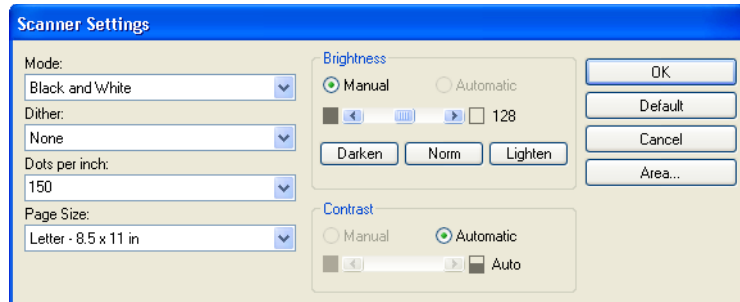 Scanner Settings
Mode:
Black and White
Dither:
None
Dots per inch:
150
Page Size:
Letter - 8.5 x 11 in
Brightness
Manual
Automatic
128
Darken
Norm
Lighten
Contrast
Manual
Automatic
Auto
OK
Default
Cancel
Area...